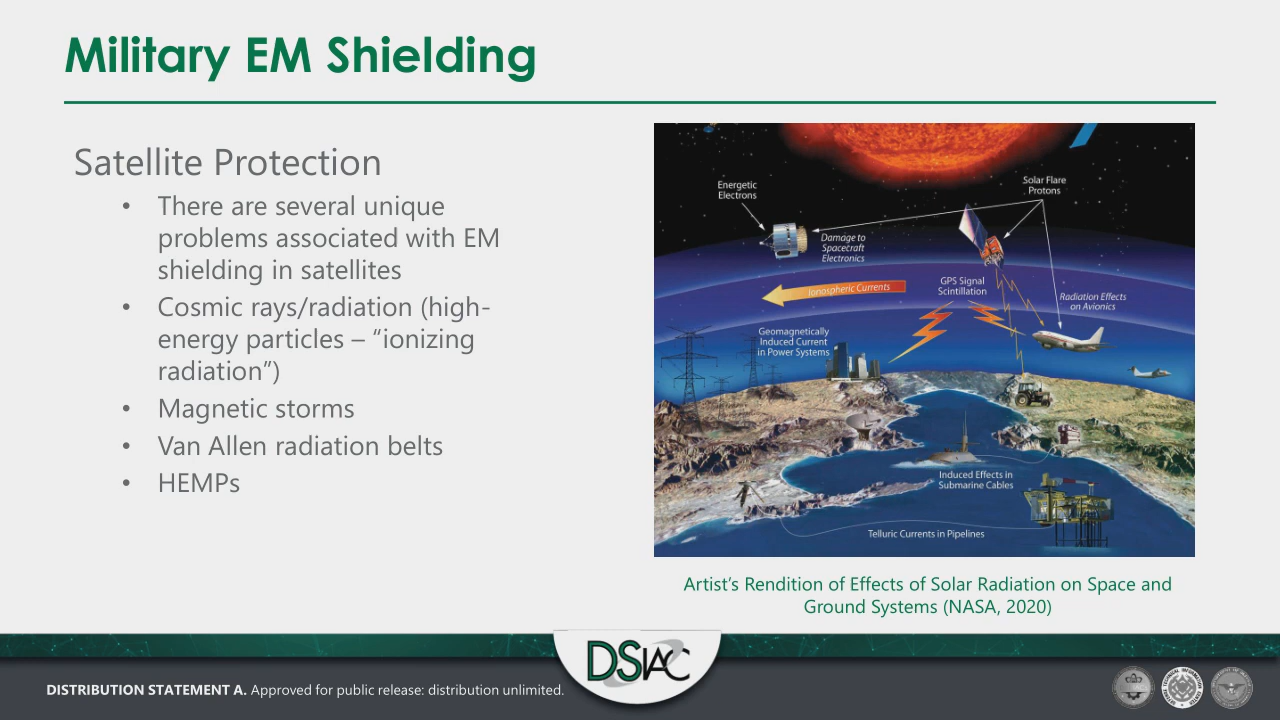 Military EM Shielding
Satellite Protection
• There are several unique
problems associated with EM
shielding in satellites
• Cosmic rays/radiation (high-
energy particles – “ionizing
radiation”)
• Magnetic storms
• Van Allen radiation belts
• HEMPs
Energetic
Electrons
Solar Flare
Protons
Damage to
Spacecraft
Electronics
Ionospheric Currents
GPS Signal
Scintillation
Radiation Effects
on Avionics
Geomagnetically
Induced Current
in Power Systems
Induced Effects in
Submarine Cables
Telluric Currents in Pipelines
Artist’s Rendition of Effects of Solar Radiation on Space and
Ground Systems (NASA, 2020)
DSIAC
DISTRIBUTION STATEMENT A. Approved for public release: distribution unlimited.